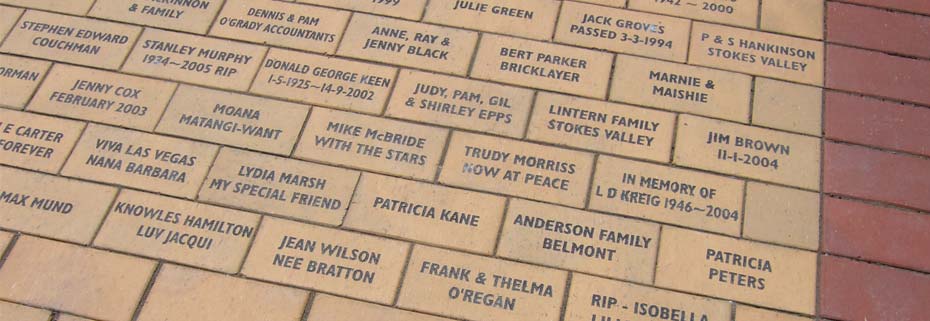 & FAMILY
1999
JULIE GREEN
1942 ~ 2000
STEPHEN EDWARD
COUCHMAN
DENNIS & PAM
O'GRADY ACCOUNTANTS
JACK GROVES
PASSED 3-3-1994
P & S HANKINSON
STOKES VALLEY
STANLEY MURPHY
1934~2005 RIP
ANNE, RAY &
JENNY BLACK
BERT PARKER
BRICKLAYER
MARNIE &
MAISHIE
JENNY COX
FEBRUARY 2003
DONALD GEORGE KEEN
1-5-1925~14-9-2002
JUDY, PAM, GIL
& SHIRLEY EPPS
LINTERN FAMILY
STOKES VALLEY
JIM BROWN
11-1-2004
E CARTER
FOREVER
MOANA
MATANGI-WANT
MIKE McBRIDE
WITH THE STARS
TRUDY MORRISS
NOW AT PEACE
IN MEMORY OF
L D KREIG 1946~2004
VIVA LAS VEGAS
NANA BARBARA
LYDIA MARSH
MY SPECIAL FRIEND
PATRICIA KANE
ANDERSON FAMILY
BELMONT
PATRICIA
PETERS
MAX MUND
KNOWLES HAMILTON
LUV JACQUI
JEAN WILSON
NEE BRATTON
FRANK & THELMA
O'REGAN
RIP - ISOBELLA